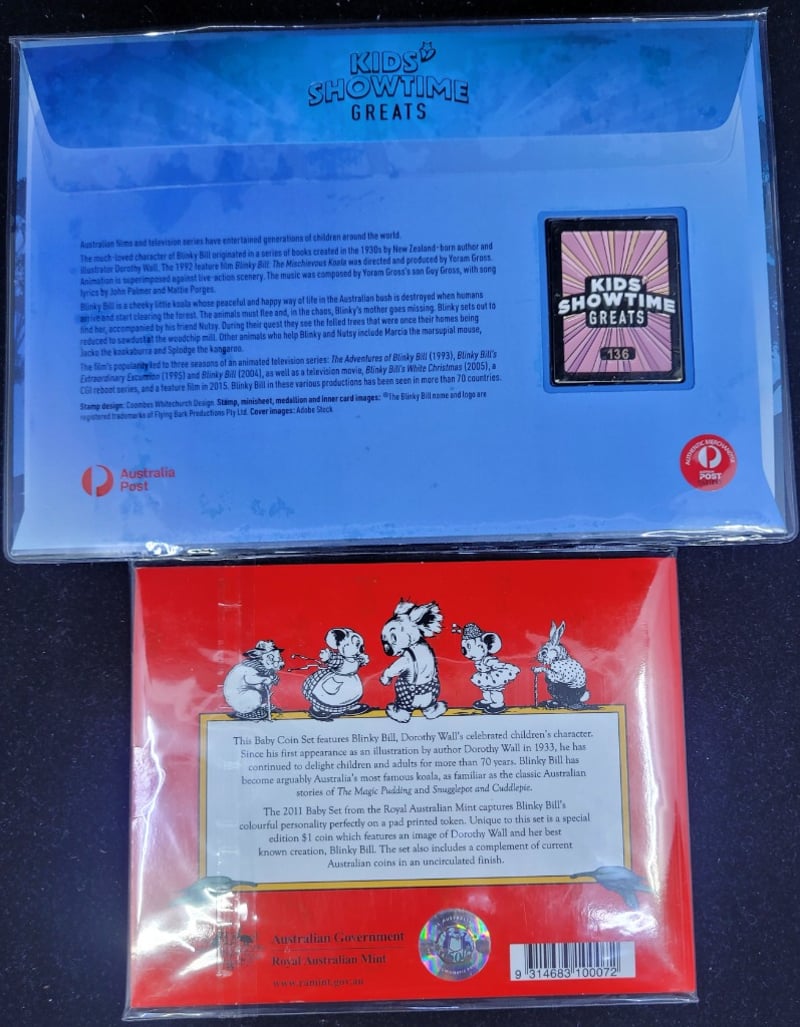 KIDS'
SHOWTIME
GREATS
Australian films and television series have entertained generations of children around the world.
The much-loved character of Blinky Bill originated in a series of books created in the 1930s by New Zealand-born author and
illustrator Dorothy Wall. The 1992 feature film Blinky Bill: The Mischievous Koala was directed and produced by Yoram Gross.
Animation is superimposed against live-action scenery. The music was composed by Yoram Gross's son Guy Gross, with song
lyrics by John Palmer and Mattie Porges.
Blinky Bill is a cheeky little koala whose peaceful and happy way of life in the Australian bush is destroyed when humans
arrive and start clearing the forest. The animals must flee and, in the chaos, Blinky's mother goes missing. Blinky sets out to
find her, accompanied by his friend Nutsy. During their quest they see the felled trees that were once their homes being
reduced to sawdust at the woodchip mill. Other animals who help Blinky and Nutsy include Marcia the marsupial mouse,
Jacko the kookaburra and Splodge the kangaroo.
The film's popularity led to three seasons of an animated television series: The Adventures of Blinky Bill (1993), Blinky Bill's
Extraordinary Excursion (1995) and Blinky Bill (2004), as well as a television movie, Blinky Bill's White Christmas (2005), a
CGI reboot series, and a feature film in 2015. Blinky Bill in these various productions has been seen in more than 70 countries.
Stamp design: Coombes Whitechurch Design Stamp, minisheet, medallion and inner card images: ©The Blinky Bill name and logo are
registered trademarks of Flying Bark Productions Pty Ltd. Cover images: Adobe Stock
KIDS'
SHOWTIME
GREATS
136
Australia
Post
AUTHENTIC MERCHANDISE
POST
This Baby Coin Set features Blinky Bill, Dorothy Wall's celebrated children's character.
Since his first appearance as an illustration by author Dorothy Wall in 1933, he has
continued to delight children and adults for more than 70 years. Blinky Bill has
become arguably Australia's most famous koala, as familiar as the classic Australian
stories of The Magic Pudding and Snugglepot and Cuddlepie.
The 2011 Baby Set from the Royal Australian Mint captures Blinky Bill's
colourful personality perfectly on a pad printed token. Unique to this set is a special
edition $1 coin which features an image of Dorothy Wall and her best
known creation, Blinky Bill. The set also includes a complement of current
Australian coins in an uncirculated finish.
Australian Government
Royal Australian Mint
www.ramint.gov.au
9 314683 100072